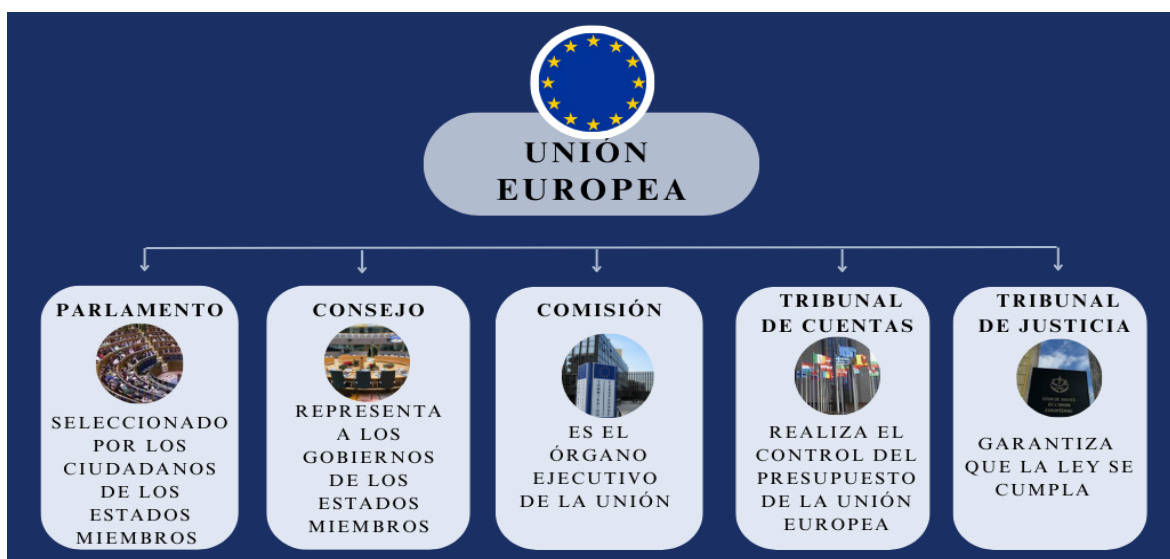 UNIÓN
EUROPEA
PARLAMENTO
SELECCIONADO
POR LOS
CIUDADANOS
DE LOS
ESTADOS
MIEMBROS
CONSEJO
REPRESENTA
A LOS
GOBIERNOS
DE LOS
ESTADOS
MIEMBROS
COMISIÓN
ES EL
ÓRGANO
EJECUTIVO
DE LA UNIÓN
TRIBUNAL
DE CUENTAS
REALIZA EL
CONTROL DEL
PRESUPUESTO
DE LA UNIÓN
EUROPEA
TRIBUNAL
DE JUSTICIA
GARANTIZA
QUE LA LEY SE
CUMPLA